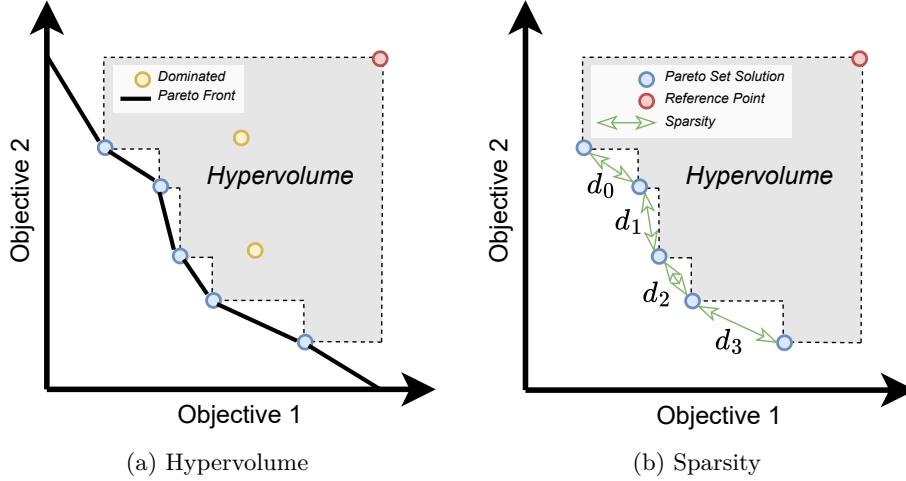 Objective 2
Dominated
Pareto Front
Hypervolume
Objective 1
(a) Hypervolume
Objective 2
Pareto Set Solution
Reference Point
Sparsity
Hypervolume
d0
d1
d2
d3
Objective 1
(b) Sparsity